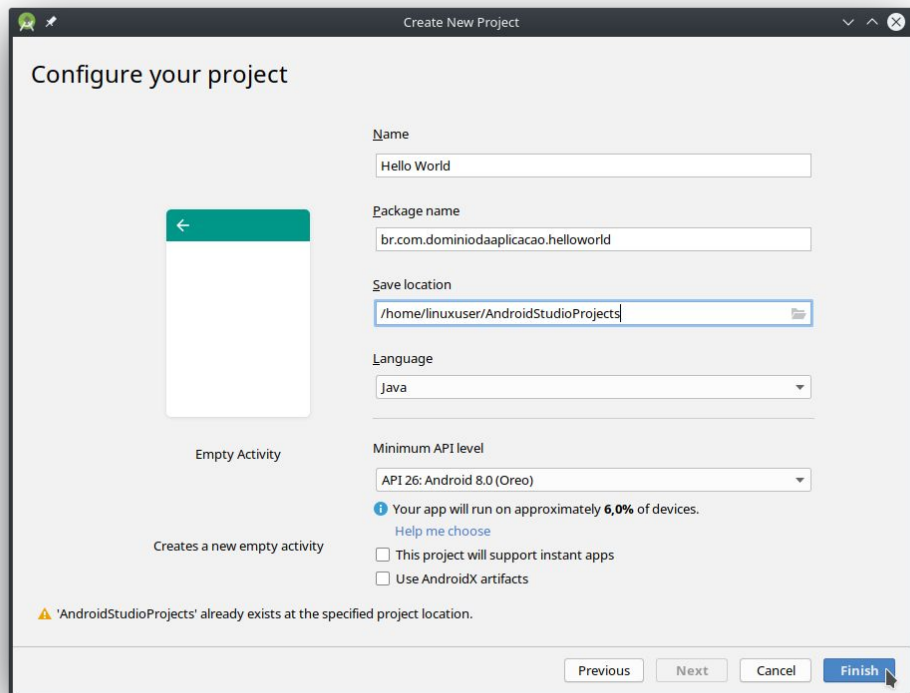 Create New Project
Configure your project
Name
Hello World
Package name
br.com.dominiodaaplicacao.helloworld
Save location
/home/linuxuser/AndroidStudioProjects
Language
Java
Empty Activity
Minimum API level
API 26: Android 8.0 (Oreo)
Your app will run on approximately 6,0% of devices.
Help me choose
Creates a new empty activity
This project will support instant apps
Use AndroidX artifacts
'AndroidStudioProjects' already exists at the specified project location.
Previous
Next
Cancel
Finish